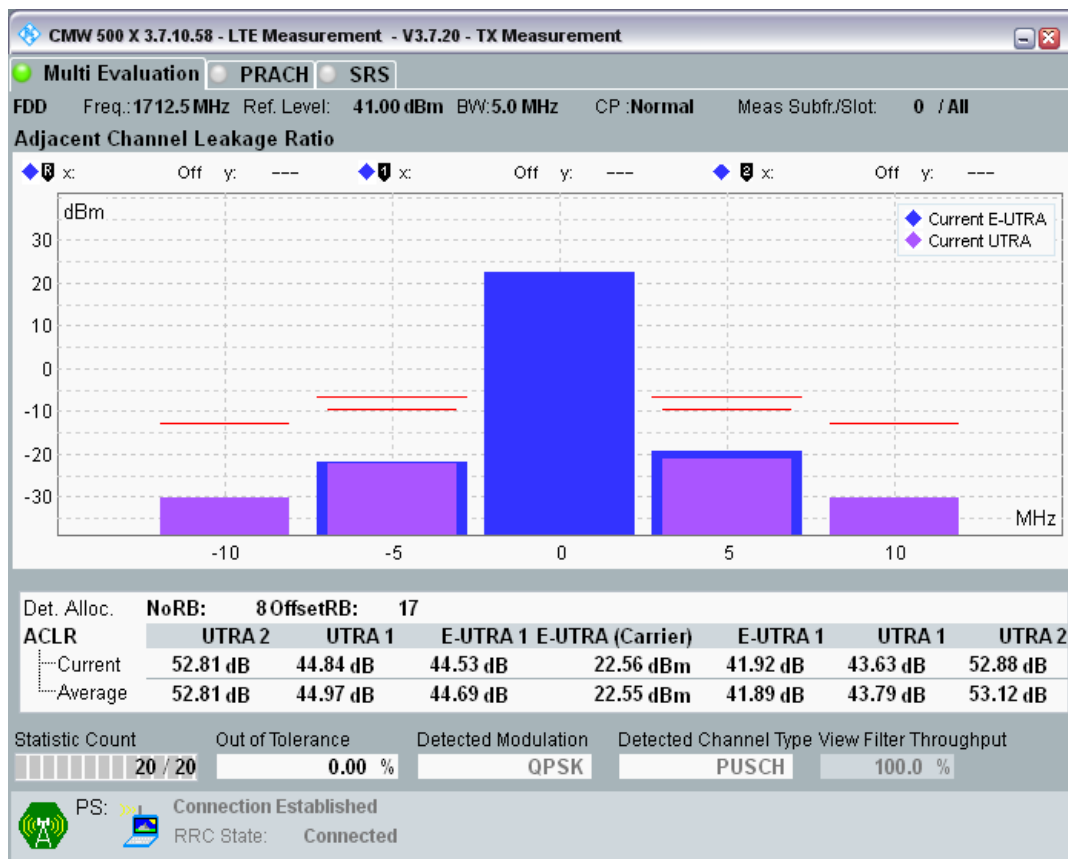 CMW 500 X 3.7.10.58 - LTE Measurement - V3.7.20 - TX Measurement
Multi Evaluation PRACH SRS
FDD Freq.:1712.5 MHz Ref. Level: 41.00 dBm BW:5.0 MHz CP :Normal Meas Subfr./Slot: 0 / All
Adjacent Channel Leakage Ratio
R x: Off y: --- 1 x: Off y: --- 2 x: Off y: ---
dBm
Current E-UTRA
Current UTRA
30
20
10
0
-10
-20
-30
MHz
-10 -5 0 5 10
Det. Alloc. NoRB: 8 OffsetRB: 17
ACLR UTRA 2 UTRA 1 E-UTRA 1 E-UTRA (Carrier) E-UTRA 1 UTRA 1 UTRA 2
Current 52.81 dB 44.84 dB 44.53 dB 22.56 dBm 41.92 dB 43.63 dB 52.88 dB
Average 52.81 dB 44.97 dB 44.69 dB 22.55 dBm 41.89 dB 43.79 dB 53.12 dB
Statistic Count Out of Tolerance Detected Modulation Detected Channel Type View Filter Throughput
20 / 20 0.00 % QPSK PUSCH 100.0 %
PS: Connection Established
RRC State: Connected